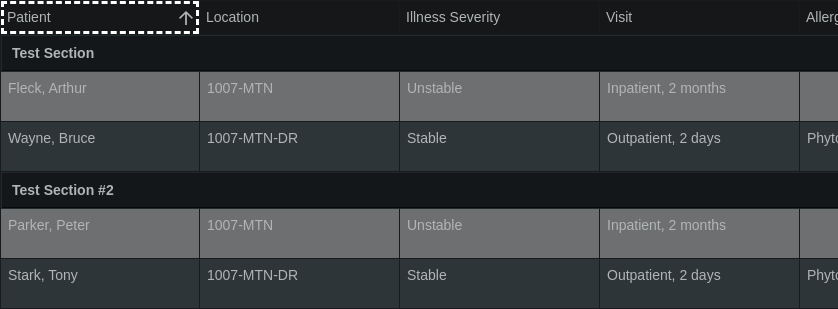 Patient Location Illness Severity Visit Allerg
Test Section
Fleck, Arthur 1007-MTN Unstable Inpatient, 2 months
Wayne, Bruce 1007-MTN-DR Stable Outpatient, 2 days Phyto
Test Section #2
Parker, Peter 1007-MTN Unstable Inpatient, 2 months
Stark, Tony 1007-MTN-DR Stable Outpatient, 2 days Phyto